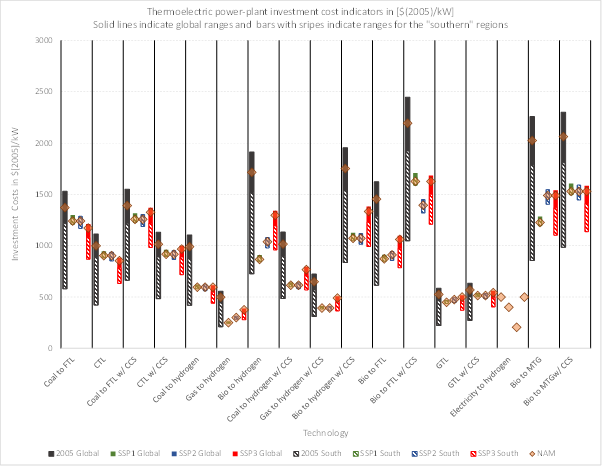 Thermoelectric power-plant investment cost indicators in [$(2005)/kW]
Solid lines indicate global ranges and bars with sripes indicate ranges for the "southern" regions
Investment Costs in $[2005]/kW
3000
2500
2000
1500
1000
500
0
Coal to FTL
CTL
Coal to FTL w/ CCS
CTL w/ CCS
Coal to hydrogen
Gas to hydrogen
Bio to hydrogen
Coal to hydrogen w/ CCS
Gas to hydrogen w/ CCS
Bio to hydrogen w/ CCS
Bio to FTL
Bio to FTL w/ CCS
GTL
GTL w/ CCS
Electricity to hydrogen
Bio to MTG
Bio to MTGw/ CCS
Technology
2005 Global SSP1 Global SSP2 Global SSP3 Global 2005 South SSP1 South SSP2 South SSP3 South NAM